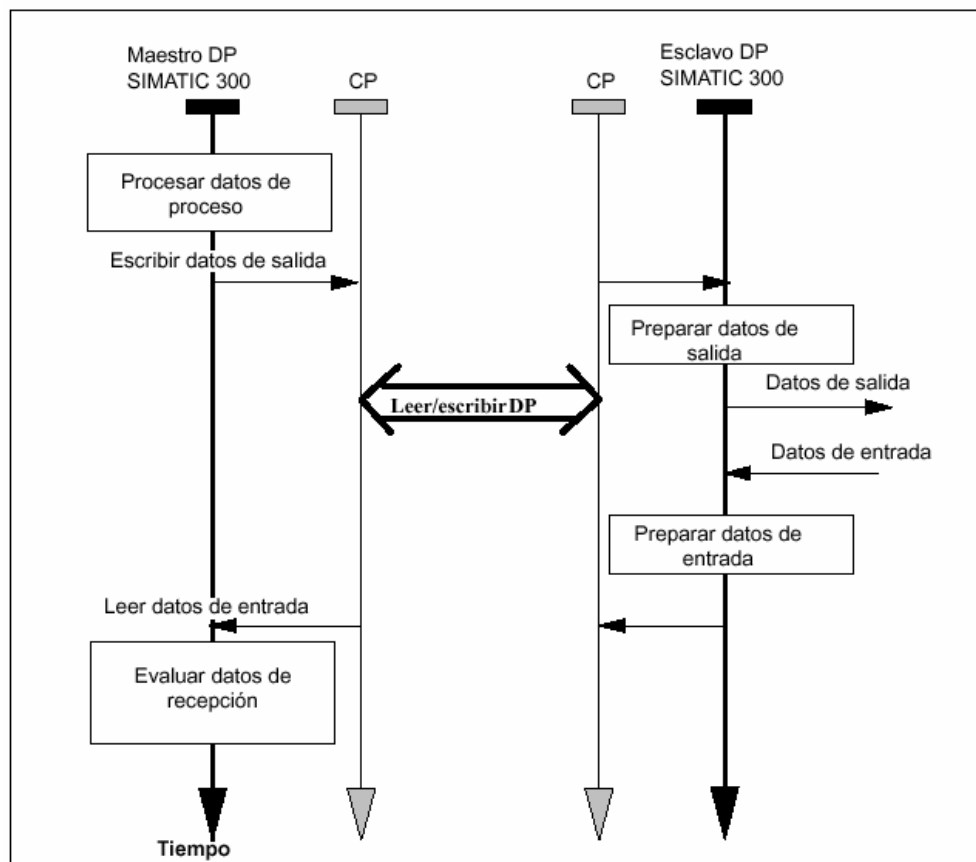 Maestro DP
SIMATIC 300
CP
CP
Esclavo DP
SIMATIC 300
Procesar datos de
proceso
Escribir datos de salida
Preparar datos de
salida
Datos de salida
Leer/escribir DP
Datos de entrada
Preparar datos de
entrada
Leer datos de entrada
Evaluar datos de
recepción
Tiempo